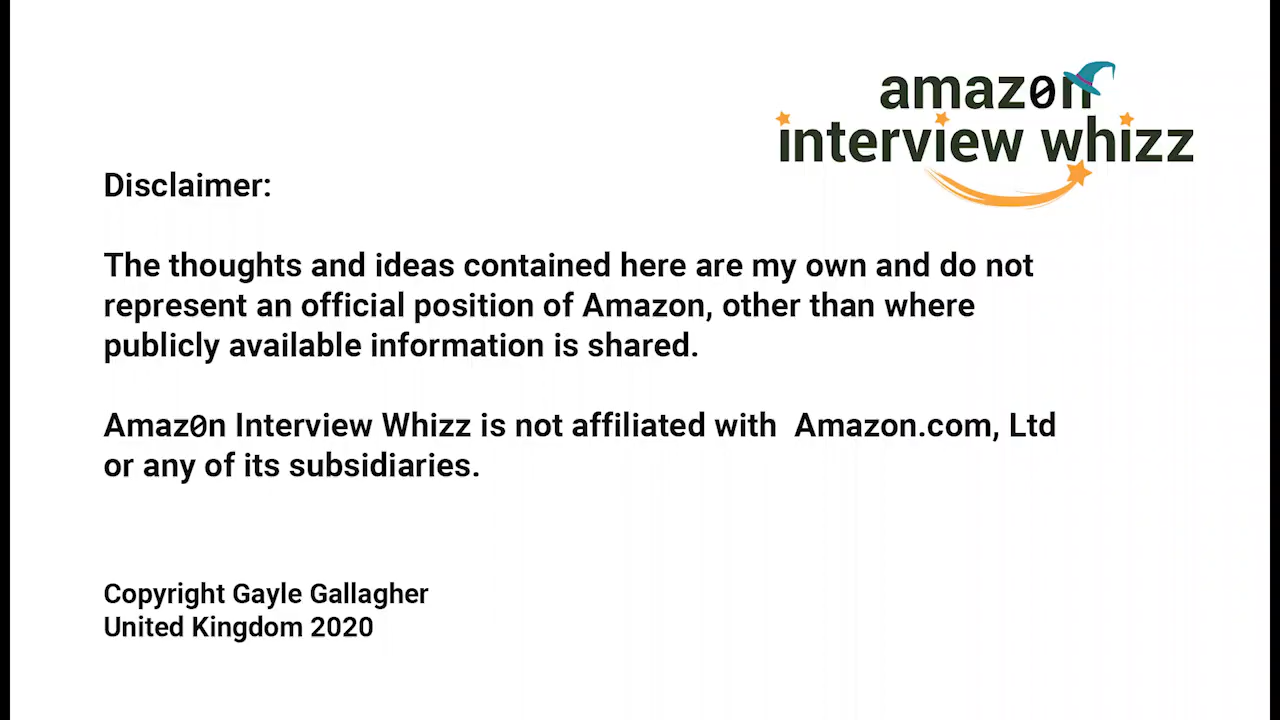 amaz0n
interview whizz
Disclaimer:
The thoughts and ideas contained here are my own and do not
represent an official position of Amazon, other than where
publicly available information is shared.
Amaz0n Interview Whizz is not affiliated with  Amazon.com, Ltd
or any of its subsidiaries.
Copyright Gayle Gallagher
United Kingdom 2020